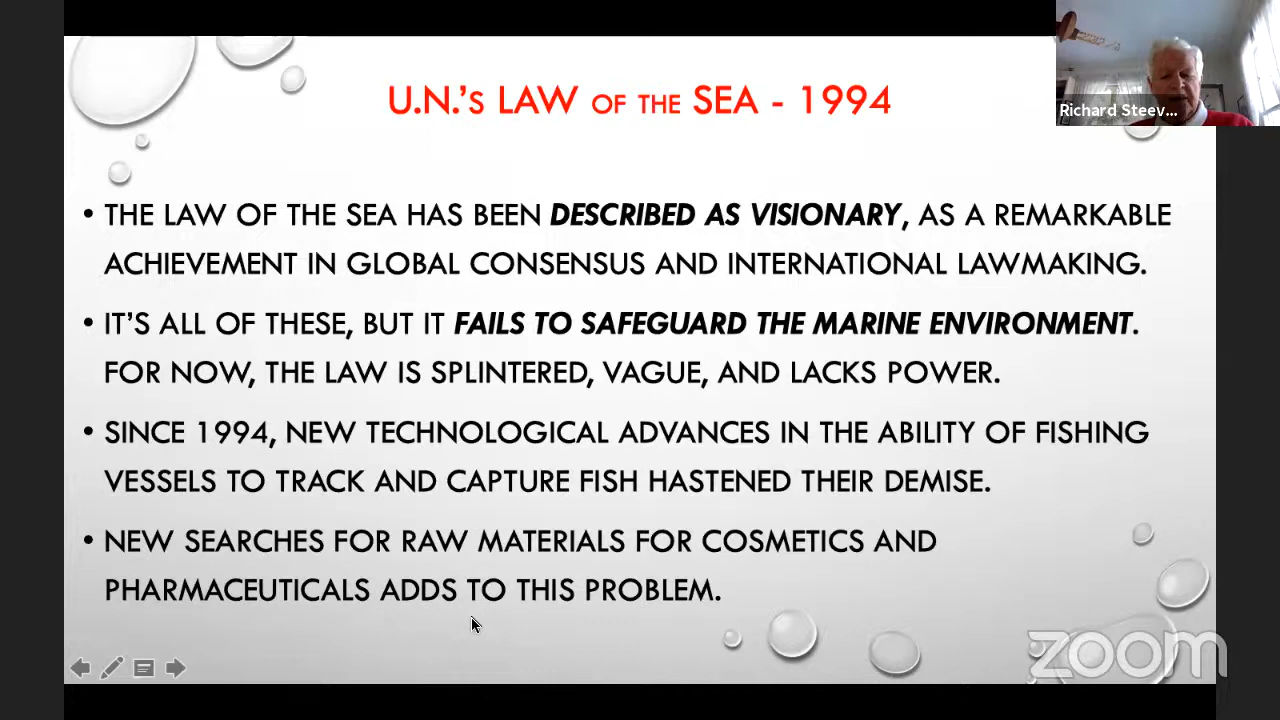 U.N.'S LAW OF THE SEA - 1994
Richard Steev...
• THE LAW OF THE SEA HAS BEEN DESCRIBED AS VISIONARY, AS A REMARKABLE
ACHIEVEMENT IN GLOBAL CONSENSUS AND INTERNATIONAL LAWMAKING.
• IT'S ALL OF THESE, BUT IT FAILS TO SAFEGUARD THE MARINE ENVIRONMENT.
FOR NOW, THE LAW IS SPLINTERED, VAGUE, AND LACKS POWER.
• SINCE 1994, NEW TECHNOLOGICAL ADVANCES IN THE ABILITY OF FISHING
VESSELS TO TRACK AND CAPTURE FISH HASTENED THEIR DEMISE.
• NEW SEARCHES FOR RAW MATERIALS FOR COSMETICS AND
PHARMACEUTICALS ADDS TO THIS PROBLEM.
zoom